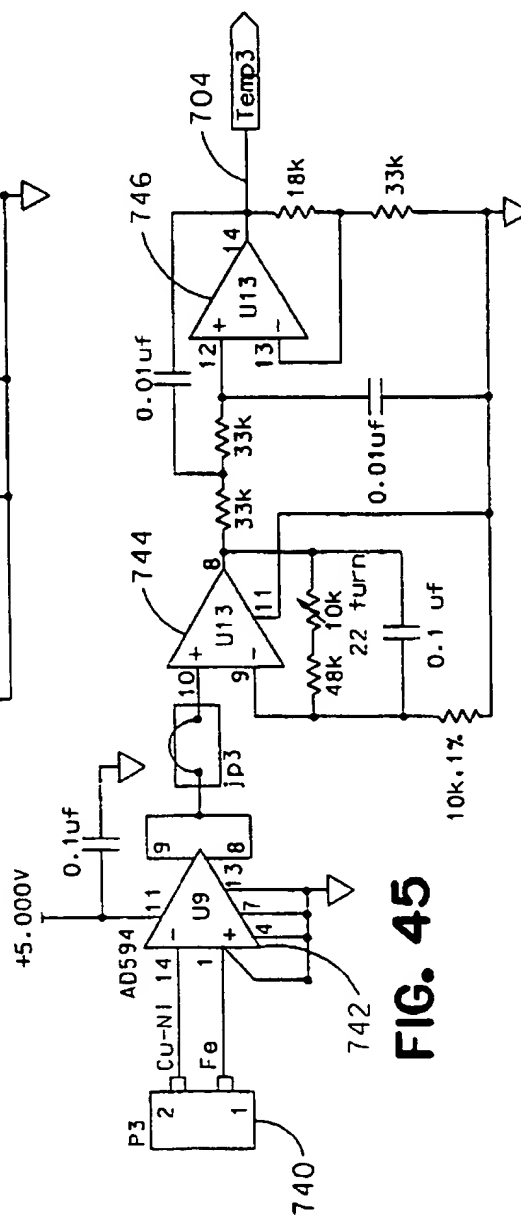 +5.000V
0.1uf
P3
2
1
740
Cu-Ni
Fe
AD594
14
1
-
+
U9
11
4
7
13
9
8
742
jp3
10
9
+
-
U13
8
11
744
48k
10k
22 turn
0.1 uf
10k.1%
33k
33k
0.01uf
0.01uf
12
13
+
-
U13
14
746
704
Temp3
18k
33k
FIG. 45